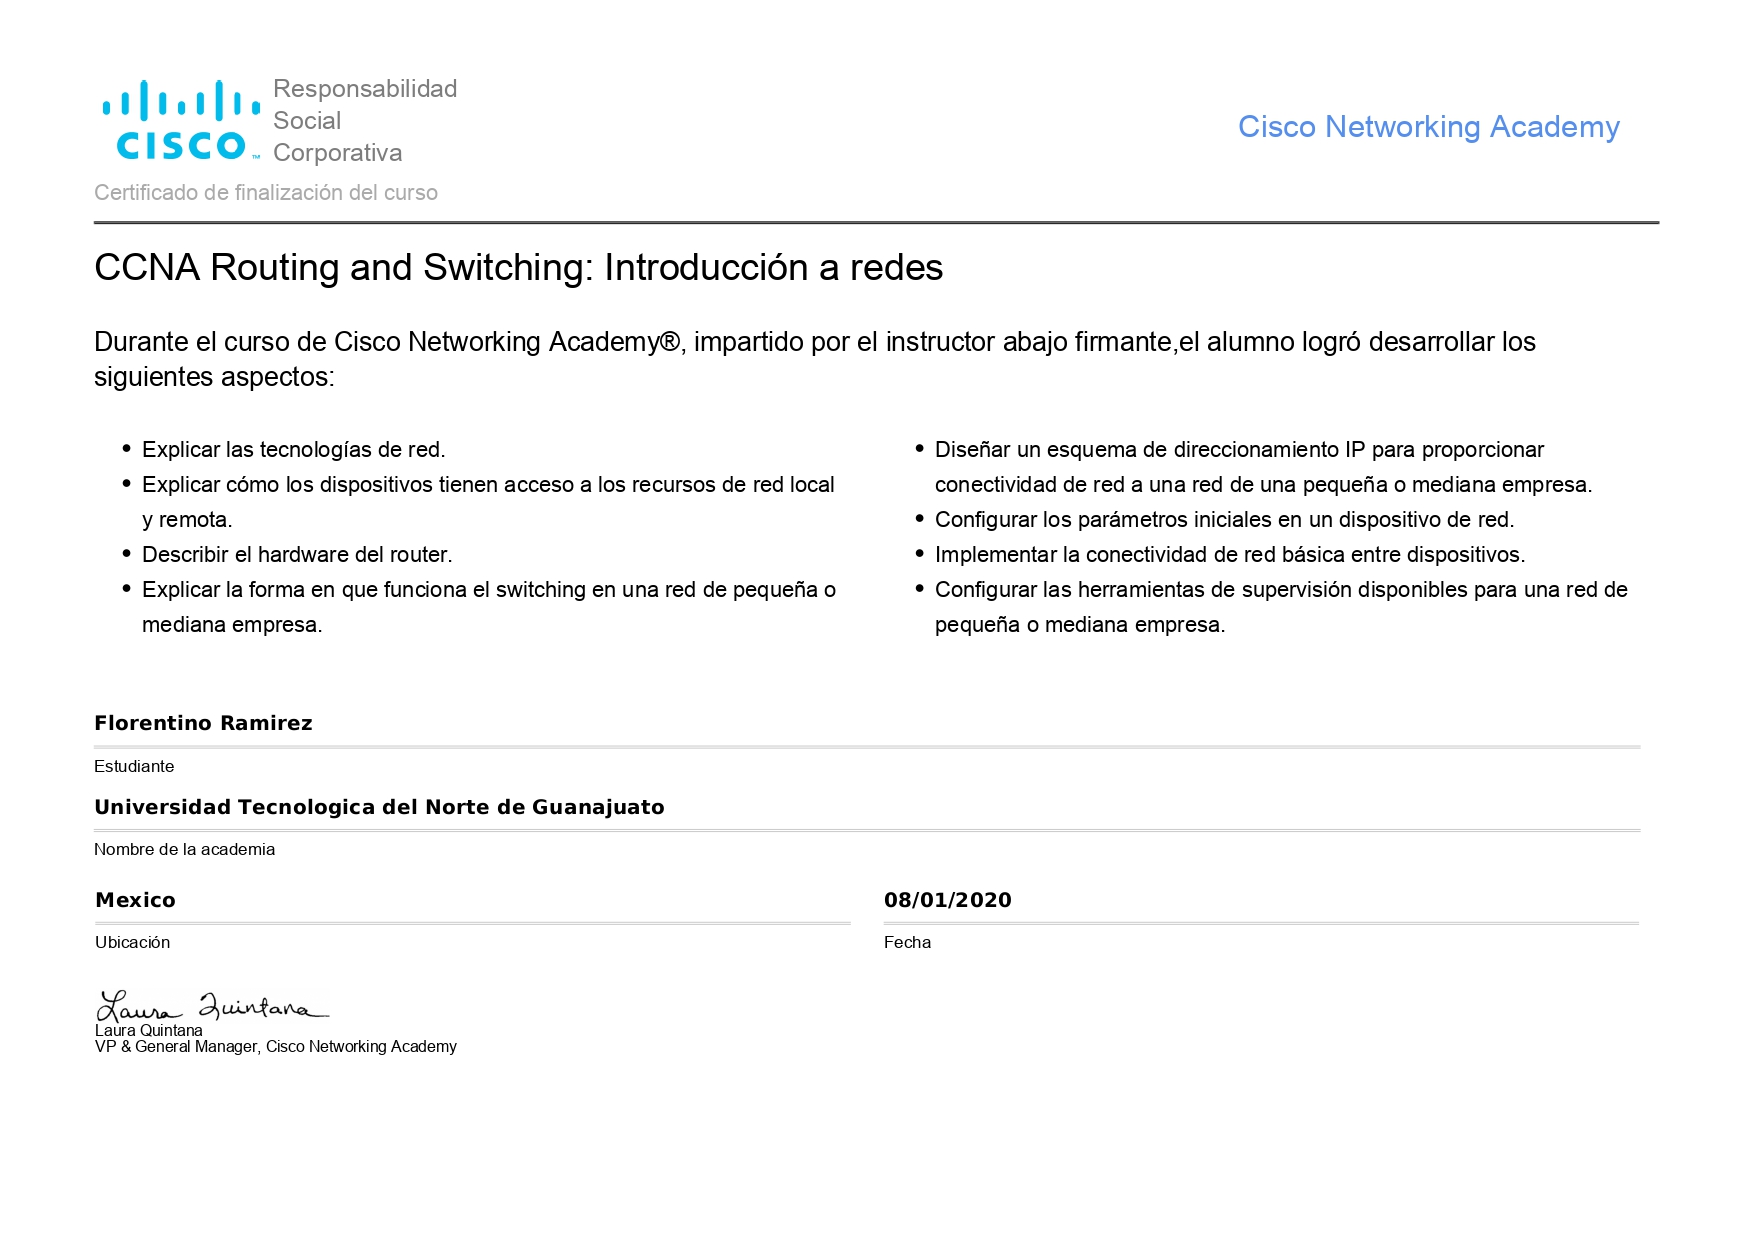 Responsabilidad
Social
Corporativa
CISCO™
Cisco Networking Academy
Certificado de finalización del curso
CCNA Routing and Switching: Introducción a redes
Durante el curso de Cisco Networking Academy®, impartido por el instructor abajo firmante,el alumno logró desarrollar los
siguientes aspectos:
• Explicar las tecnologías de red.
• Explicar cómo los dispositivos tienen acceso a los recursos de red local
y remota.
• Describir el hardware del router.
• Explicar la forma en que funciona el switching en una red de pequeña o
mediana empresa.
• Diseñar un esquema de direccionamiento IP para proporcionar
conectividad de red a una red de una pequeña o mediana empresa.
• Configurar los parámetros iniciales en un dispositivo de red.
• Implementar la conectividad de red básica entre dispositivos.
• Configurar las herramientas de supervisión disponibles para una red de
pequeña o mediana empresa.
Florentino Ramirez
Estudiante
Universidad Tecnologica del Norte de Guanajuato
Nombre de la academia
Mexico
Ubicación
08/01/2020
Fecha
Laura Quintana
Laura Quintana
VP & General Manager, Cisco Networking Academy